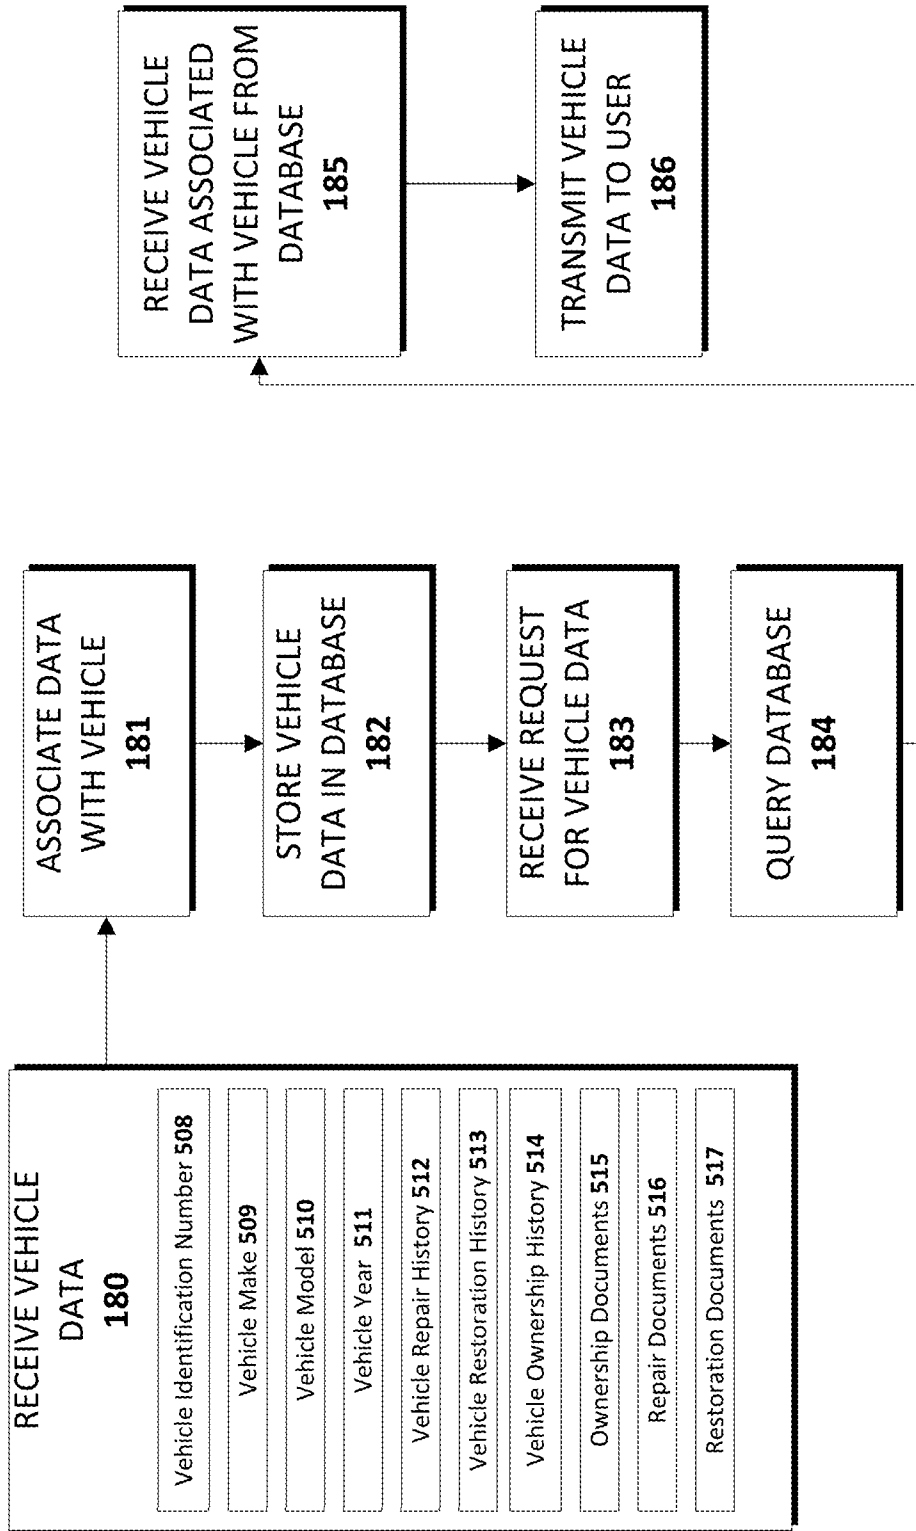 RECEIVE VEHICLE
DATA
180
Vehicle Identification Number 508
Vehicle Make 509
Vehicle Model 510
Vehicle Year 511
Vehicle Repair History 512
Vehicle Restoration History 513
Vehicle Ownership History 514
Ownership Documents 515
Repair Documents 516
Restoration Documents 517
ASSOCIATE DATA
WITH VEHICLE
181
STORE VEHICLE
DATA IN DATABASE
182
RECEIVE REQUEST
FOR VEHICLE DATA
183
QUERY DATABASE
184
RECEIVE VEHICLE
DATA ASSOCIATED
WITH VEHICLE FROM
DATABASE
185
TRANSMIT VEHICLE
DATA TO USER
186